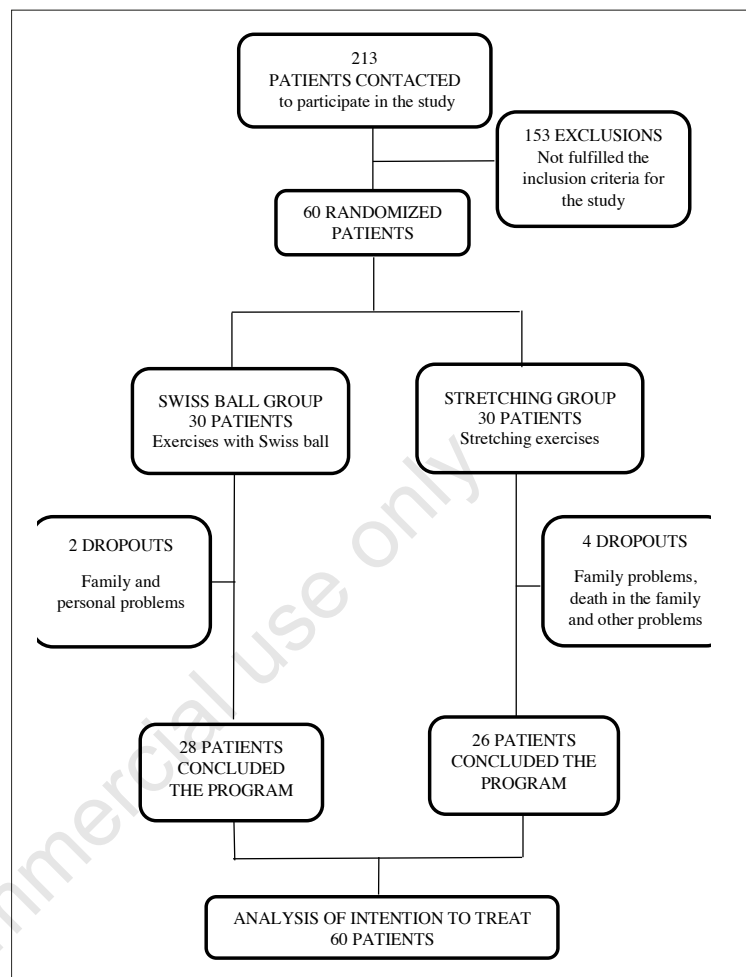 213
PATIENTS CONTACTED
to participate in the study
153 EXCLUSIONS
Not fulfilled the
inclusion criteria for
the study
60 RANDOMIZED
PATIENTS
SWISS BALL GROUP
30 PATIENTS
Exercises with Swiss ball
STRETCHING GROUP
30 PATIENTS
Stretching exercises
2 DROPOUTS
Family and
personal problems
4 DROPOUTS
Family problems,
death in the family
and other problems
28 PATIENTS
CONCLUDED
THE PROGRAM
26 PATIENTS
CONCLUDED THE
PROGRAM
ANALYSIS OF INTENTION TO TREAT
60 PATIENTS
mmercial use only